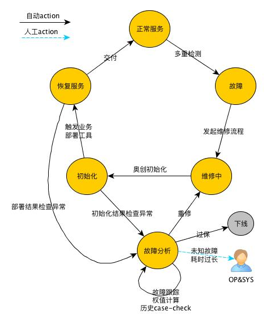 自动action
人工action
正常服务
交付
多重检测
恢复服务
故障
触发业务
部署工具
发起维修流程
奥创初始化
初始化
维修中
初始化结果检查异常
重修
部署结果检查异常
过保
下线
故障分析
未知故障
耗时过长
OP&SYS
故障跟踪
权值计算
历史case-check